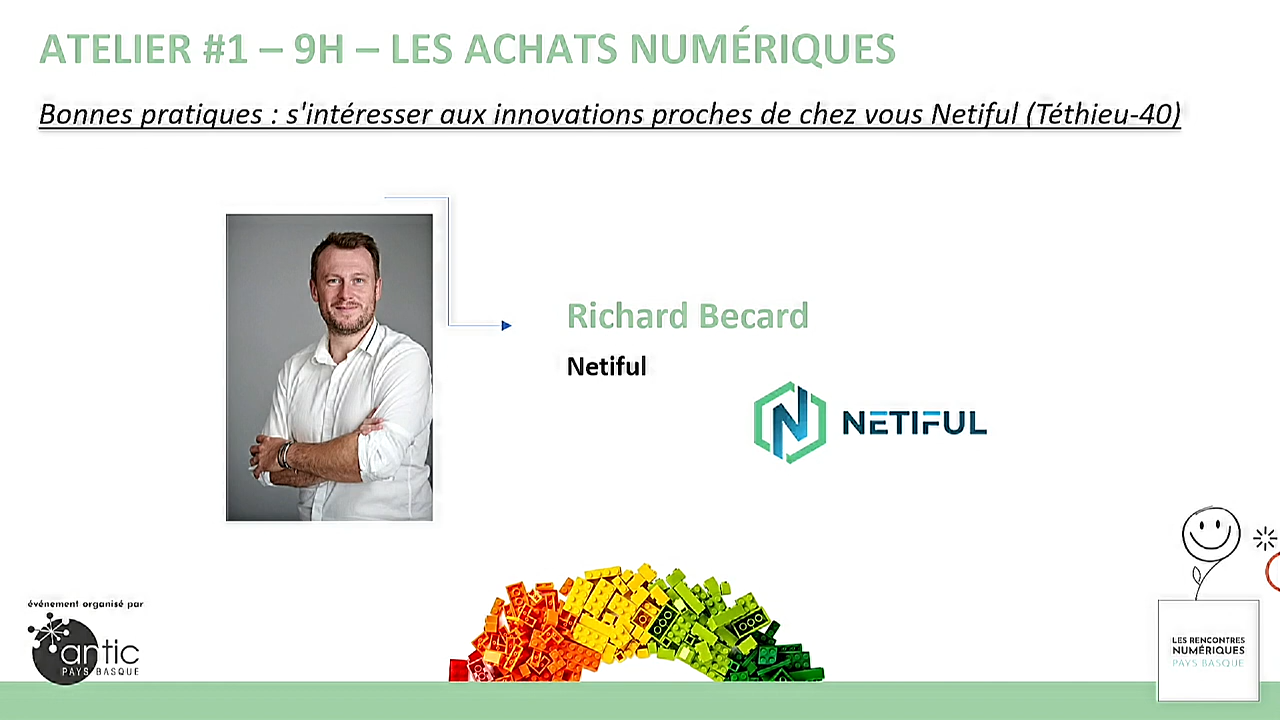 ATELIER #1 – 9H – LES ACHATS NUMÉRIQUES
Bonnes pratiques : s'intéresser aux innovations proches de chez vous Netiful (Téthieu-40)
Richard Becard
Netiful
NETIFUL
événement organisé par
antic
PAYS BASQUE
LES RENCONTRES
NUMÉRIQUES
PAYS BASQUE